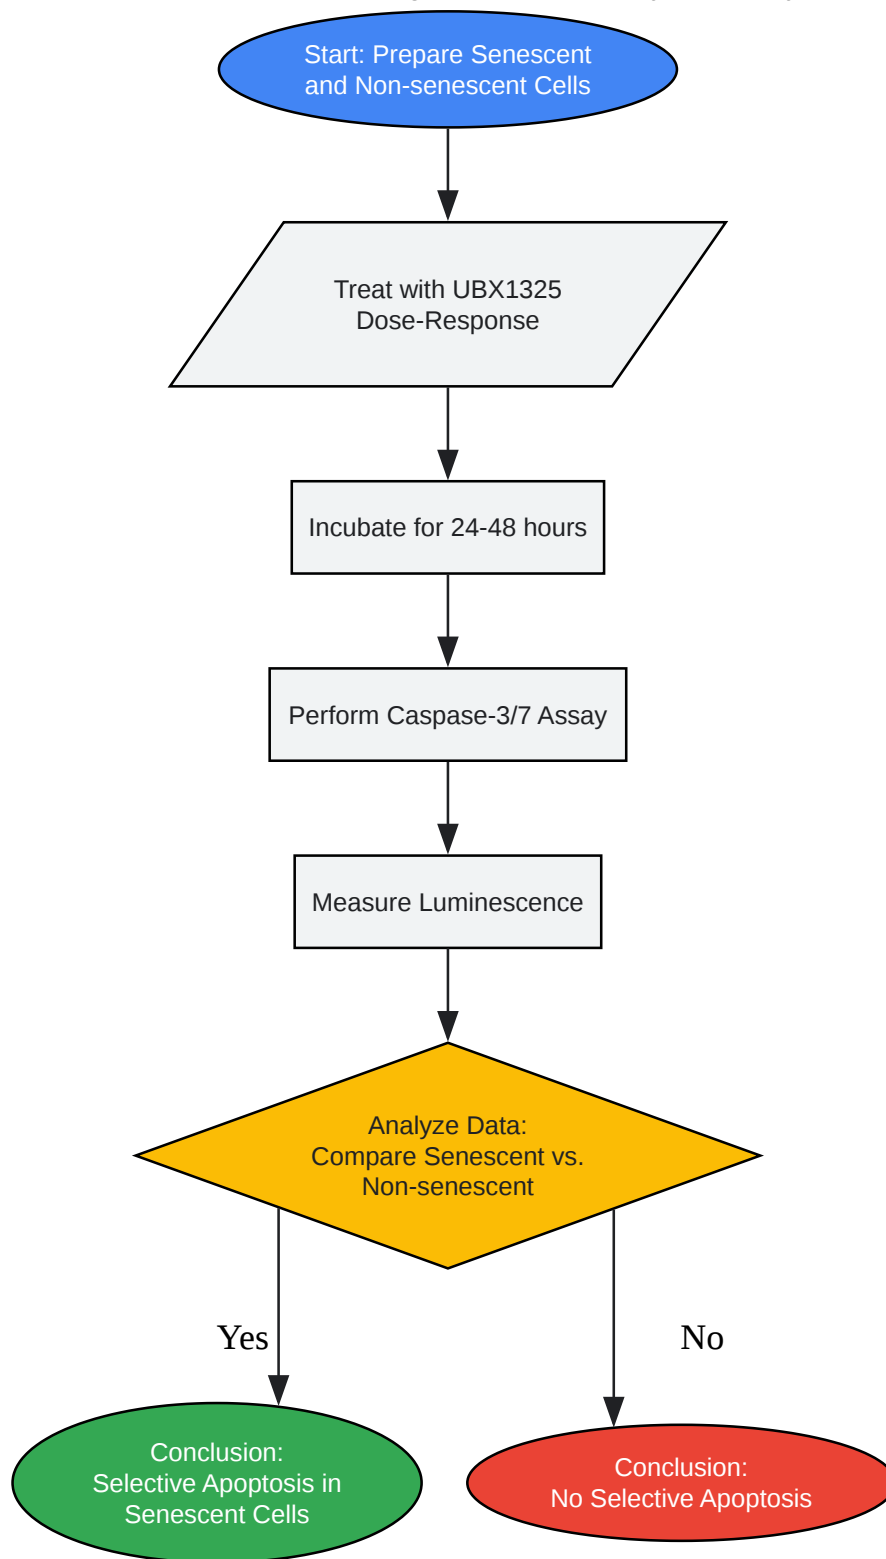 Start: Prepare Senescent
and Non-senescent Cells
Treat with UBX1325
Dose-Response
Incubate for 24-48 hours
Perform Caspase-3/7 Assay
Measure Luminescence
Analyze Data:
Compare Senescent vs.
Non-senescent
Yes
No
Conclusion:
Selective Apoptosis in
Senescent Cells
Conclusion:
No Selective Apoptosis